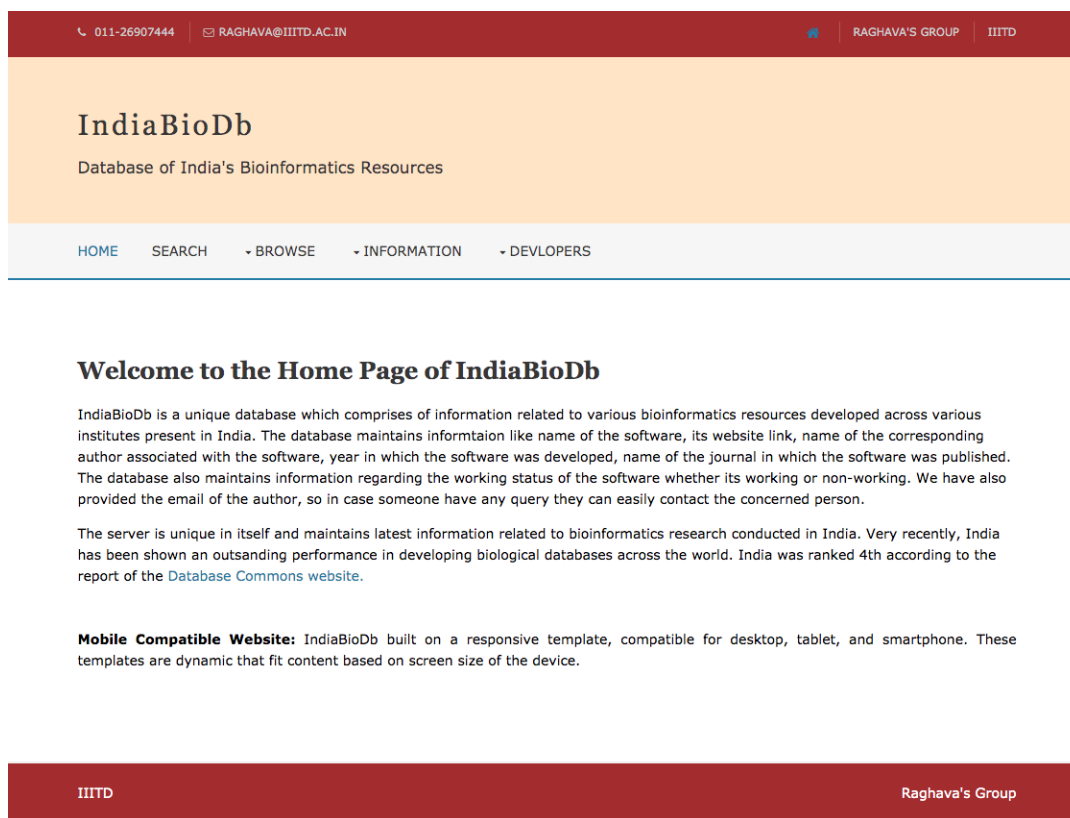 011-26907444 RAGHAVA@IIITD.AC.IN RAGHAVA'S GROUP IIITD
IndiaBioDb
Database of India's Bioinformatics Resources
HOME SEARCH BROWSE INFORMATION DEVLOPERS
Welcome to the Home Page of IndiaBioDb
IndiaBioDb is a unique database which comprises of information related to various bioinformatics resources developed across various
institutes present in India. The database maintains informtaion like name of the software, its website link, name of the corresponding
author associated with the software, year in which the software was developed, name of the journal in which the software was published.
The database also maintains information regarding the working status of the software whether its working or non-working. We have also
provided the email of the author, so in case someone have any query they can easily contact the concerned person.
The server is unique in itself and maintains latest information related to bioinformatics research conducted in India. Very recently, India
has been shown an outsanding performance in developing biological databases across the world. India was ranked 4th according to the
report of the Database Commons website.
Mobile Compatible Website: IndiaBioDb built on a responsive template, compatible for desktop, tablet, and smartphone. These
templates are dynamic that fit content based on screen size of the device.
IIITD Raghava's Group